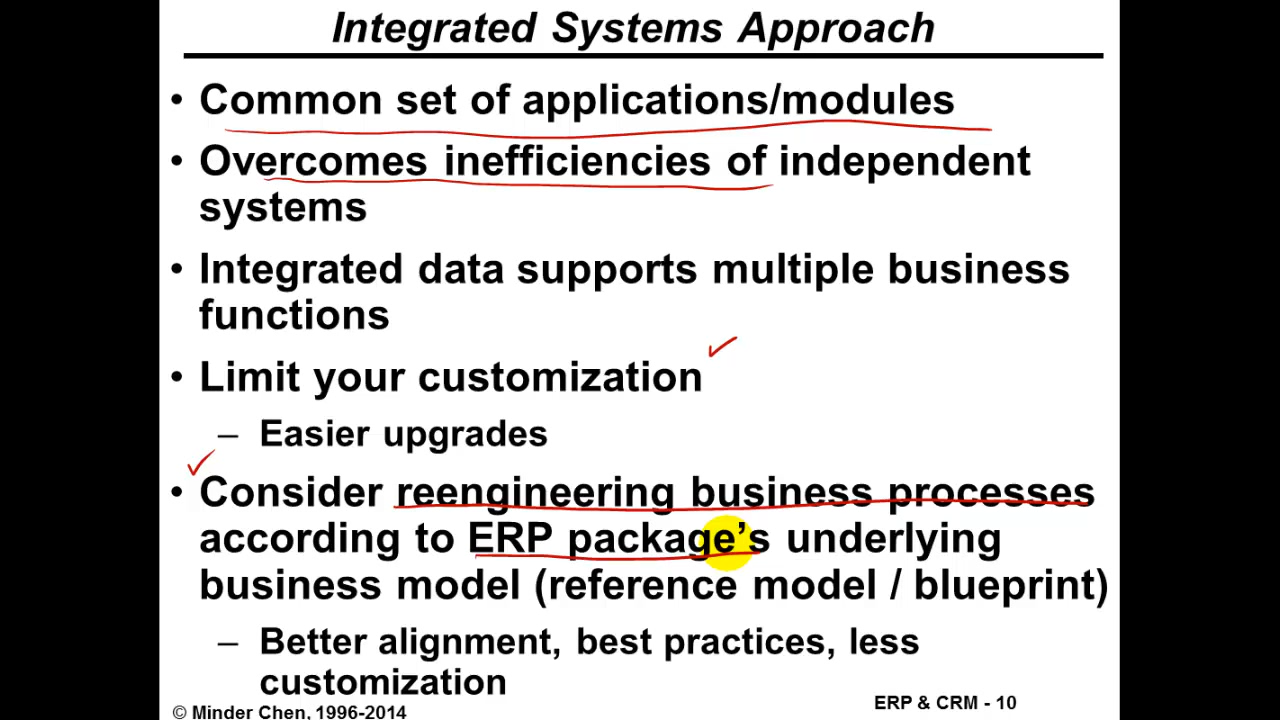 Integrated Systems Approach
• Common set of applications/modules
• Overcomes inefficiencies of independent
systems
• Integrated data supports multiple business
functions
• Limit your customization
– Easier upgrades
• Consider reengineering business processes
according to ERP package's underlying
business model (reference model / blueprint)
– Better alignment, best practices, less
customization
© Minder Chen, 1996-2014
ERP & CRM - 10